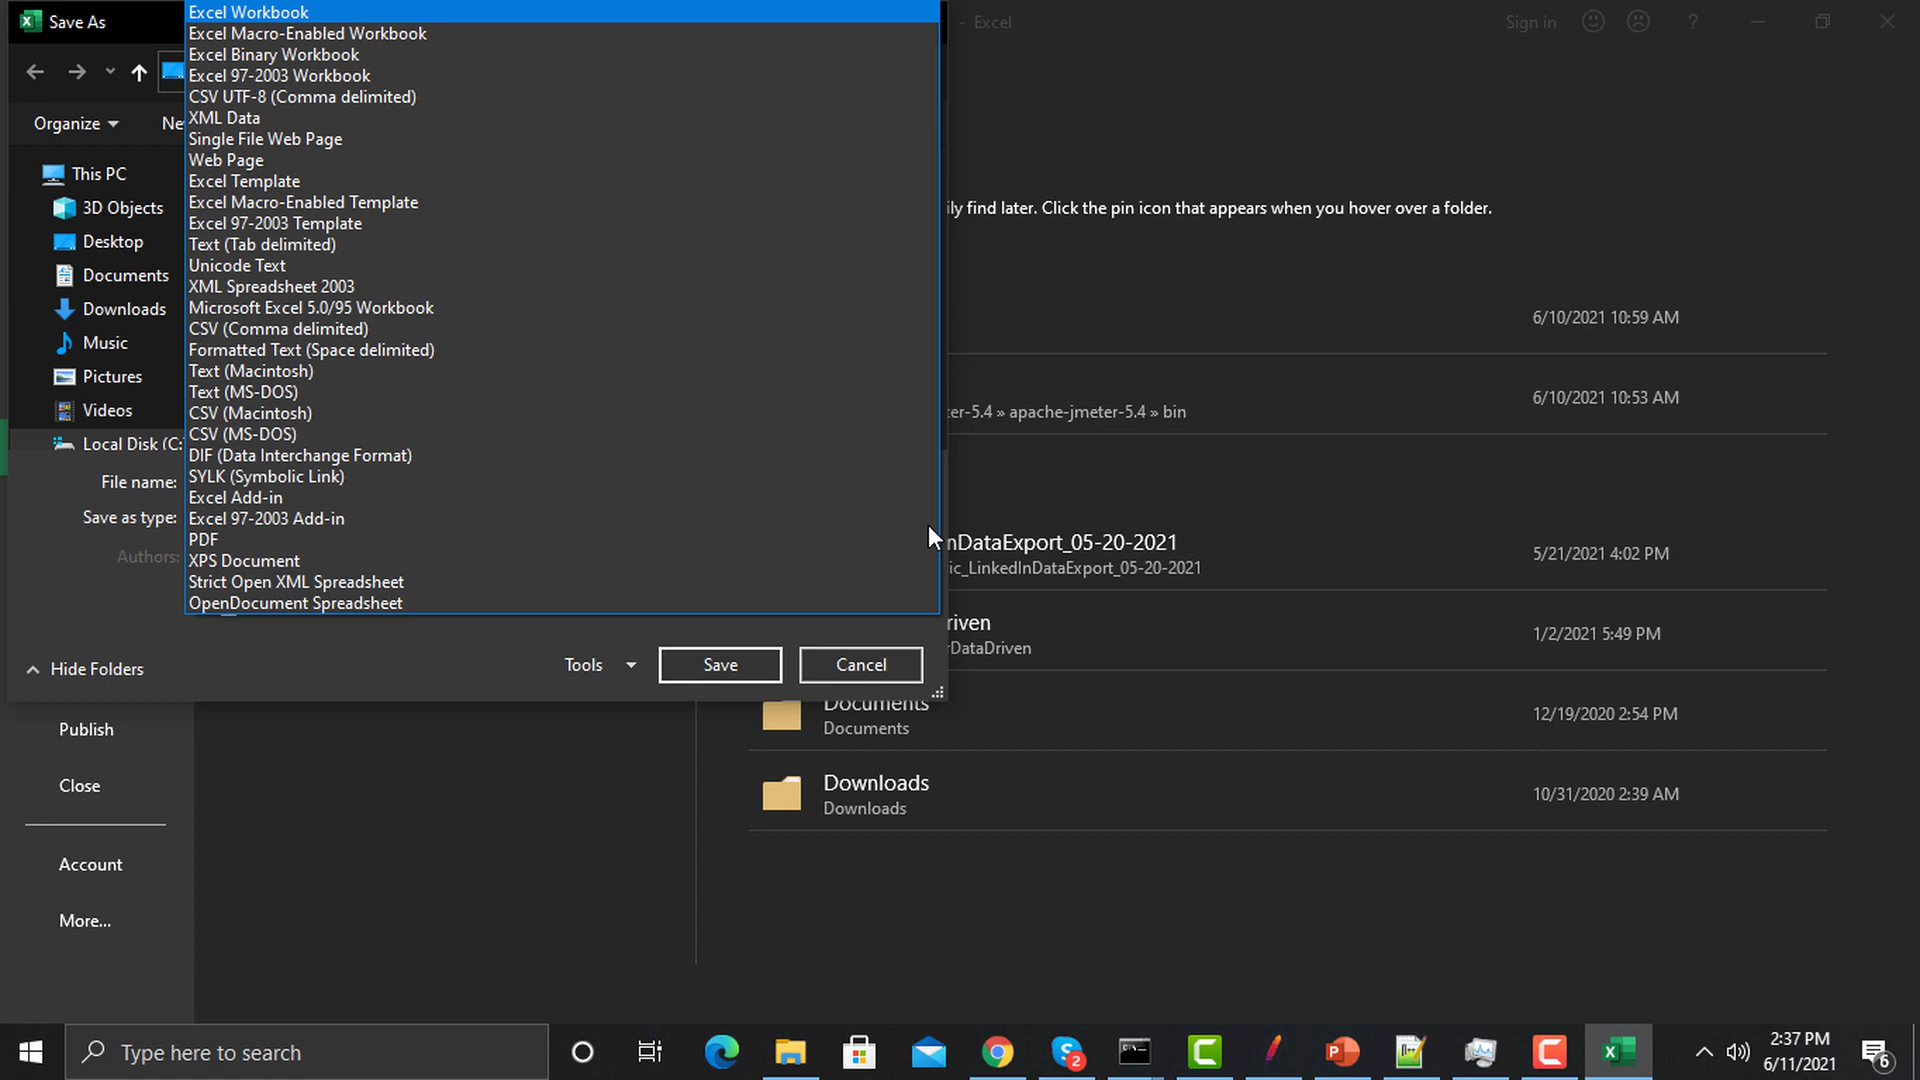 Save As
- Excel
Sign in
?
Organize
Excel Workbook
Excel Macro-Enabled Workbook
Excel Binary Workbook
Excel 97-2003 Workbook
CSV UTF-8 (Comma delimited)
XML Data
Single File Web Page
Web Page
Excel Template
Excel Macro-Enabled Template
Excel 97-2003 Template
Text (Tab delimited)
Unicode Text
XML Spreadsheet 2003
Microsoft Excel 5.0/95 Workbook
CSV (Comma delimited)
Formatted Text (Space delimited)
Text (Macintosh)
Text (MS-DOS)
CSV (Macintosh)
CSV (MS-DOS)
DIF (Data Interchange Format)
SYLK (Symbolic Link)
Excel Add-in
Excel 97-2003 Add-in
PDF
XPS Document
Strict Open XML Spreadsheet
OpenDocument Spreadsheet
This PC
3D Objects
Desktop
Documents
Downloads
Music
Pictures
Videos
Local Disk (C:
File name:
Save as type:
Authors:
Hide Folders
Tools
Save
Cancel
ily find later. Click the pin icon that appears when you hover over a folder.
6/10/2021 10:59 AM
ter-5.4 » apache-jmeter-5.4 » bin
6/10/2021 10:53 AM
nDataExport_05-20-2021
ic_LinkedInDataExport_05-20-2021
5/21/2021 4:02 PM
riven
rDataDriven
1/2/2021 5:49 PM
Documents
Documents
12/19/2020 2:54 PM
Downloads
Downloads
10/31/2020 2:39 AM
Publish
Close
Account
More...
Type here to search
2
2:37 PM
6/11/2021
6